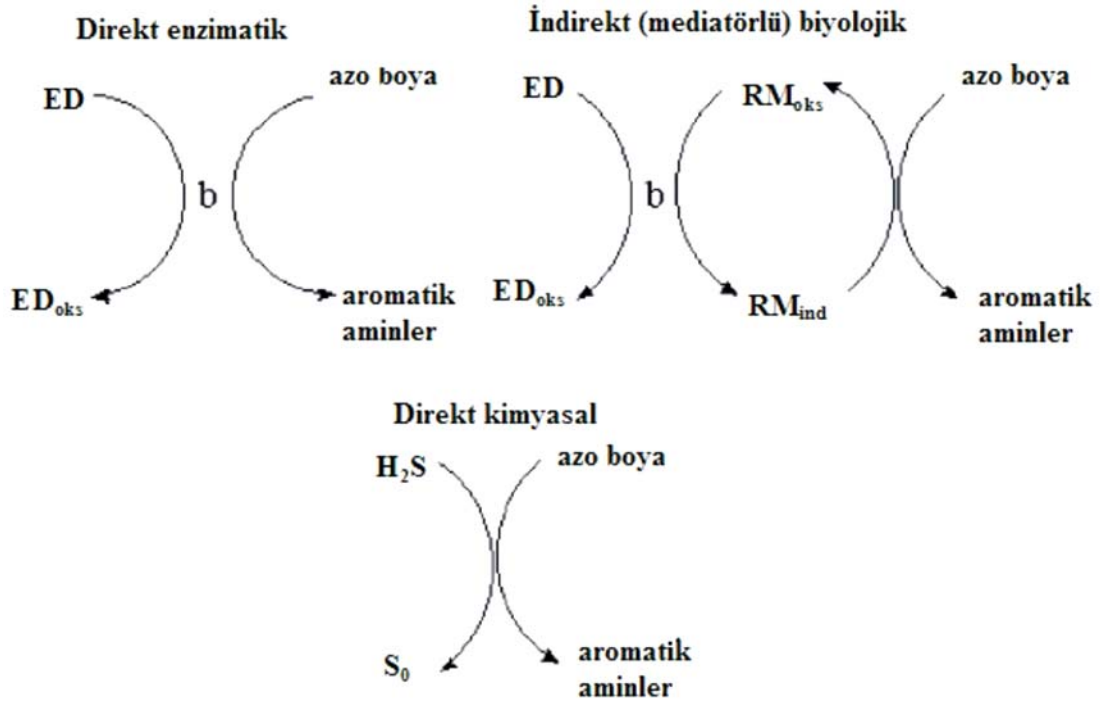 Direkt enzimatik
ED
azo boya
b
EDoks
aromatik
aminler
İndirekt (mediatörlü) biyolojik
ED
RMoks
azo boya
b
EDoks
RMind
aromatik
aminler
Direkt kimyasal
H2S
azo boya
S0
aromatik
aminler